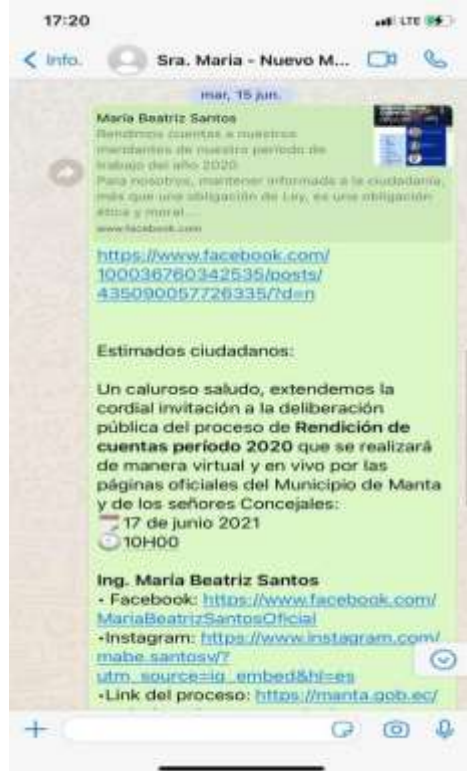 17:20
LTE
Info.
Sra. Maria - Nuevo M...
mar, 15 jun.
María Beatriz Santos
Rendimos cuentas a nuestros
mandantes de nuestro período de
trabajo del año 2020
Para nosotros, mantener informada a la ciudadanía,
más que una obligación de Ley, es una obligación
ética y moral...
www.facebook.com
https://www.facebook.com/
100036760342535/posts/
435090057726335/?d=n
Estimados ciudadanos:
Un caluroso saludo, extendemos la
cordial invitación a la deliberación
pública del proceso de Rendición de
cuentas período 2020 que se realizará
de manera virtual y en vivo por las
páginas oficiales del Municipio de Manta
y de los señores Concejales:
17 de junio 2021
10H00
Ing. María Beatriz Santos
• Facebook: https://www.facebook.com/
MariaBeatrizSantosOficial
•Instagram: https://www.instagram.com/
mabe.santosv/?
utm_source=ig_embed&hl=es
•Link del proceso: https://manta.gob.ec/